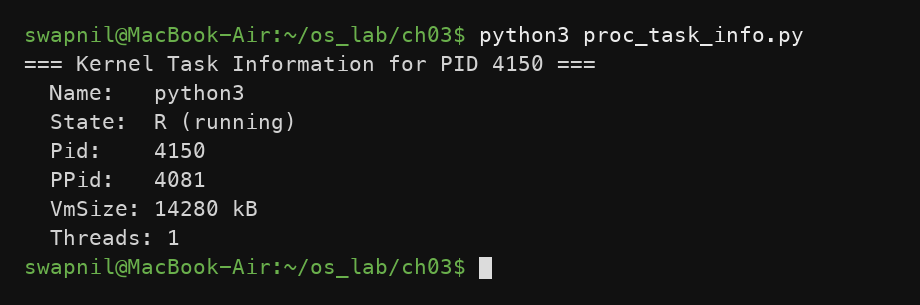 swapnil@MacBook-Air:~/os_lab/ch03$ python3 proc_task_info.py
=== Kernel Task Information for PID 4150 ===
  Name:   python3
  State:  R (running)
  Pid:    4150
  PPid:   4081
  VmSize: 14280 kB
  Threads: 1
swapnil@MacBook-Air:~/os_lab/ch03$